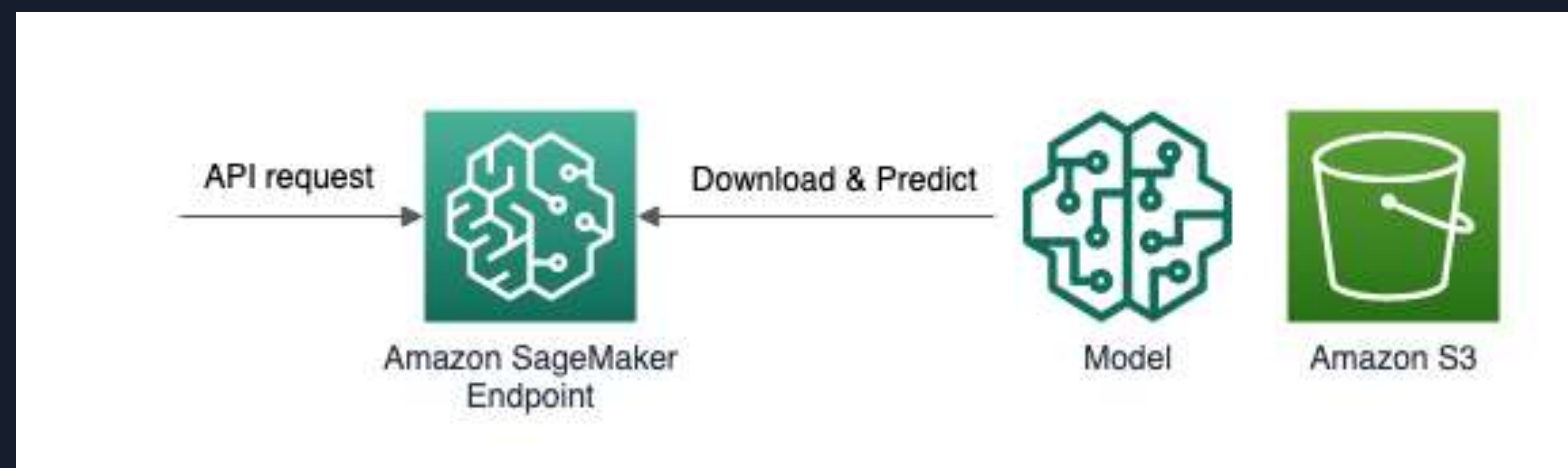 API request
Download & Predict
Amazon SageMaker
Endpoint
Model
Amazon S3